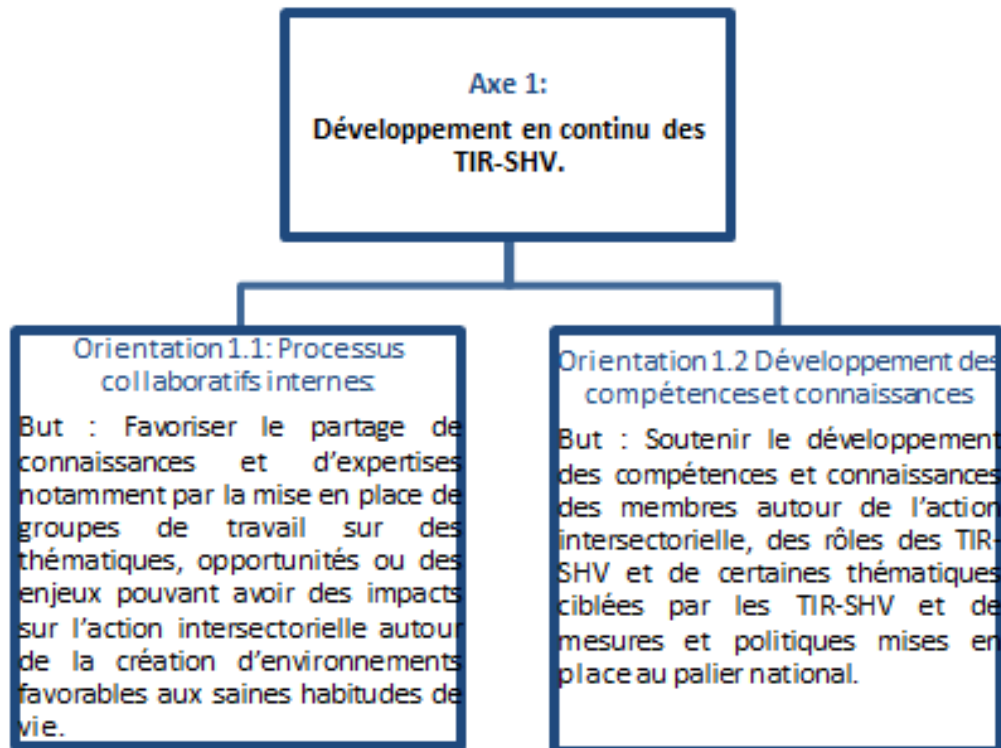 Axe 1:
Développement en continu des
TIR-SHV.
Orientation 1.1: Processus
collaboratifs internes:
But : Favoriser le partage de
connaissances et d’expertises
notamment par la mise en place de
groupes de travail sur des
thématiques, opportunités ou des
enjeux pouvant avoir des impacts
sur l’action intersectorielle autour
de la création d’environnements
favorables aux saines habitudes de
vie.
Orientation 1.2 Développement des
compétences et connaissances
But : Soutenir le développement
des compétences et connaissances
des membres autour de l’action
intersectorielle, des rôles des TIR-
SHV et de certaines thématiques
ciblées par les TIR-SHV et de
mesures et politiques mises en
place au palier national.